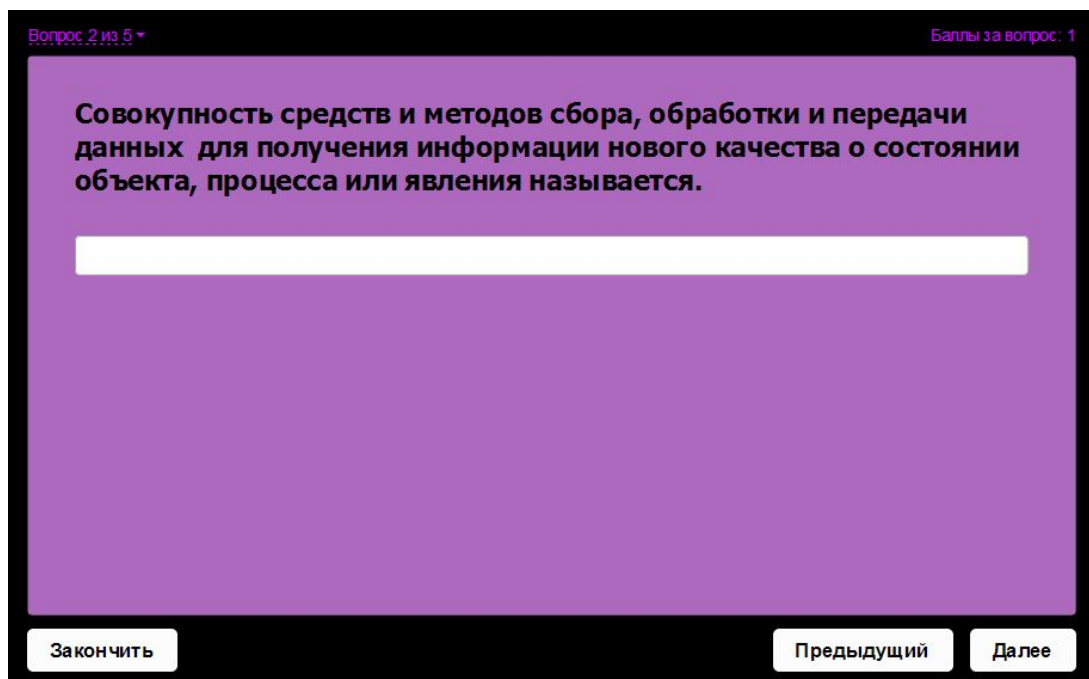 Вопрос 2 из 5
Баллы за вопрос: 1
Совокупность средств и методов сбора, обработки и передачи
данных для получения информации нового качества о состоянии
объекта, процесса или явления называется.
Закончить
Предыдущий
Далее